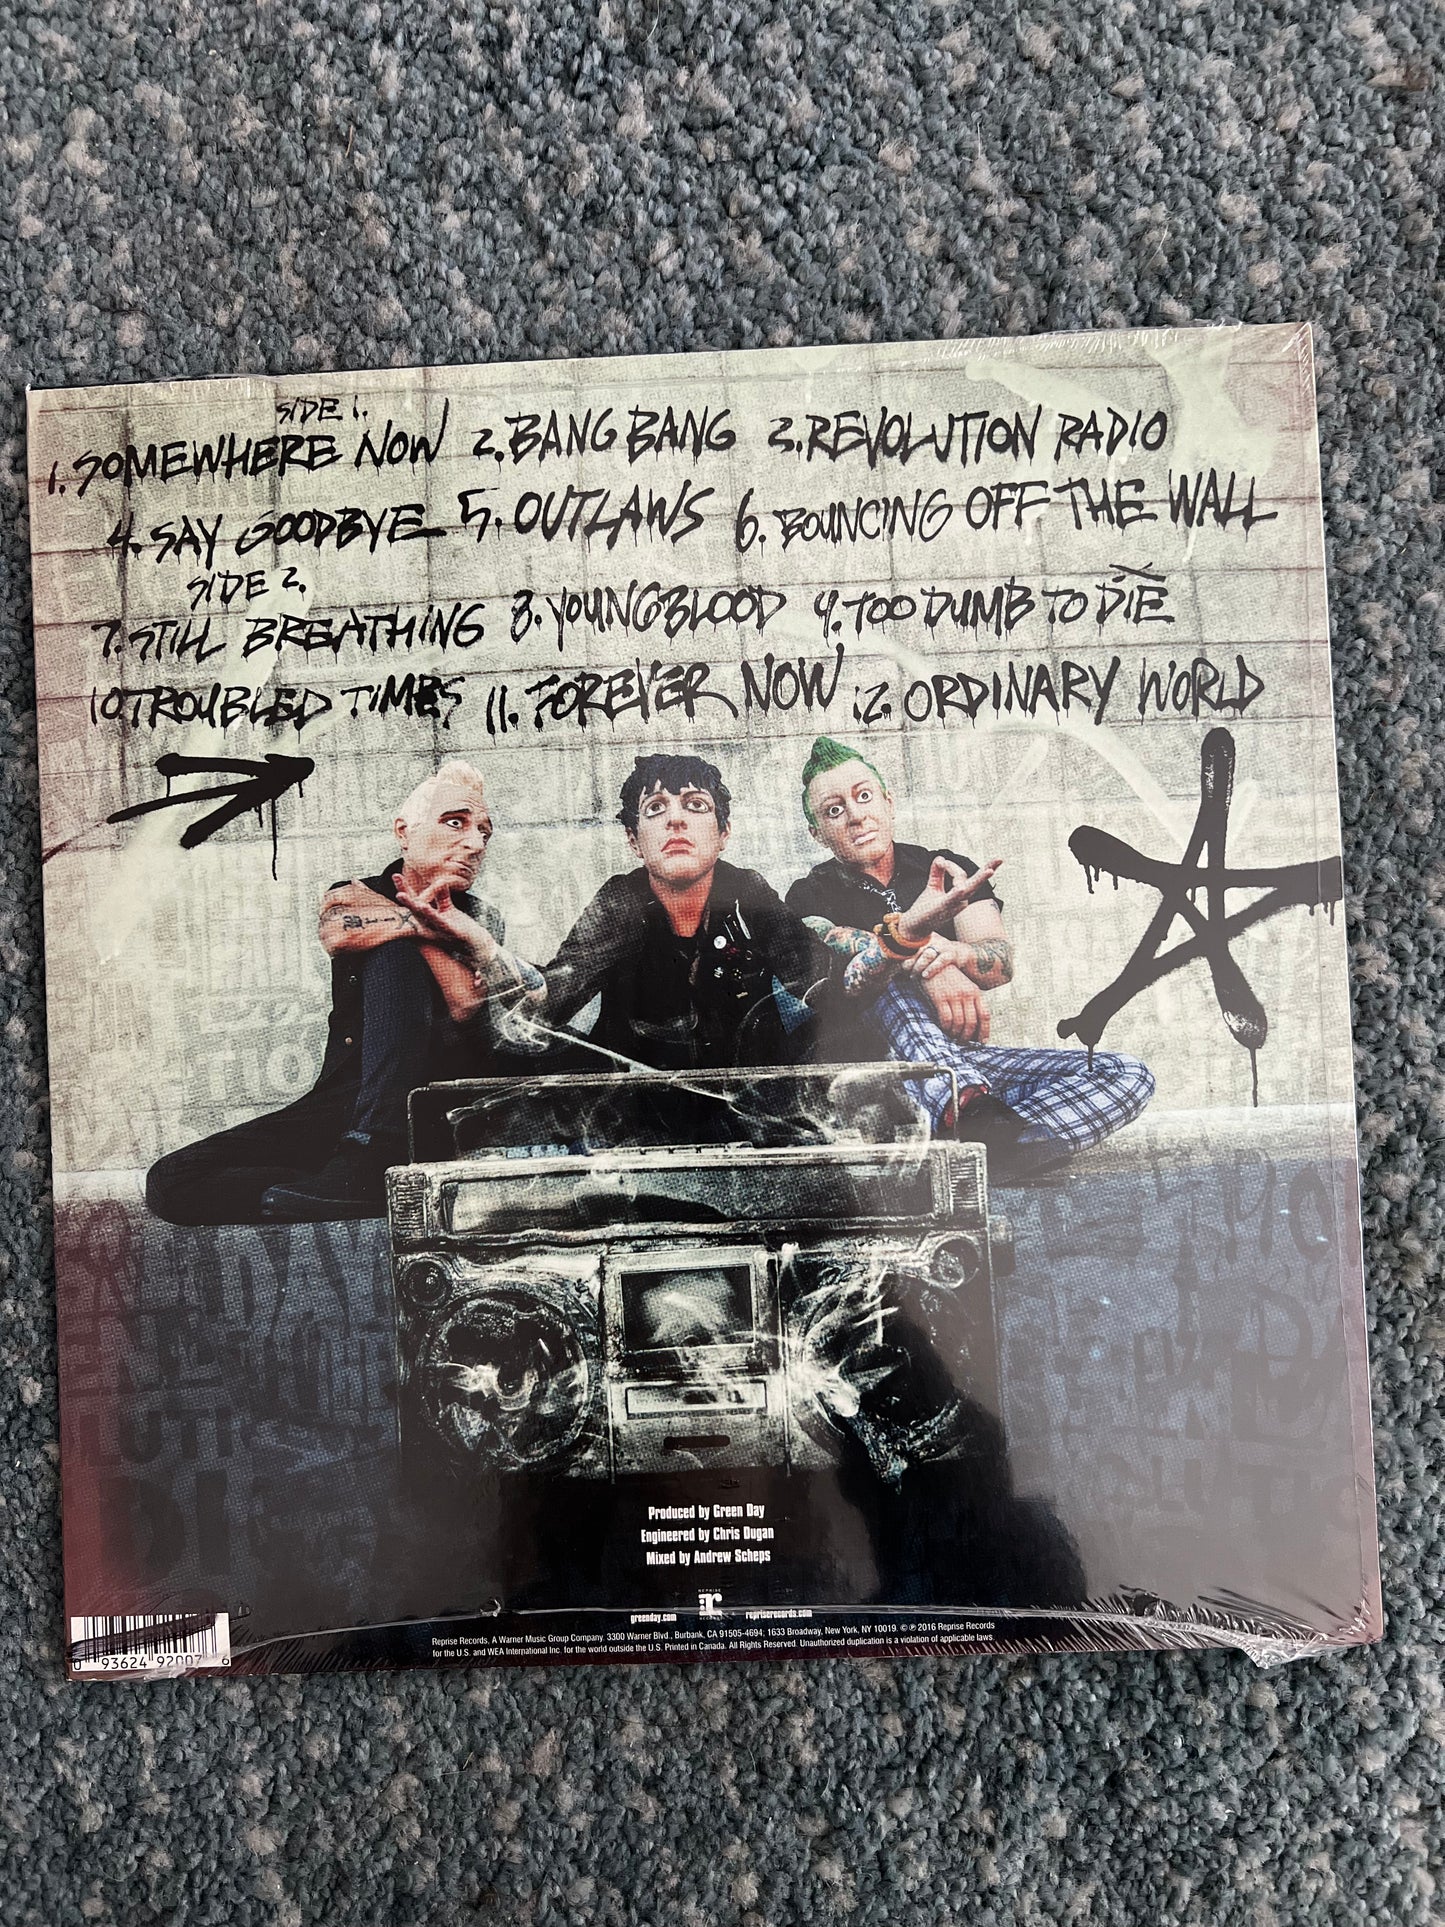 SIDE 1.
1. SOMEWHERE NOW 2. BANG BANG 3. REVOLUTION RADIO
4. SAY GOODBYE 5. OUTLAWS 6. BOUNCING OFF THE WALL
SIDE 2.
7. STILL BREATHING 8. YOUNGBLOOD 9. TOO DUMB TO DIE
10. TROUBLED TIMES 11. FOREVER NOW 12. ORDINARY WORLD
Produced by Green Day
Engineered by Chris Dugan
Mixed by Andrew Scheps
REPRISE
r
RECORDS
greenday.com repriserecords.com
Reprise Records, A Warner Music Group Company. 3300 Warner Blvd., Burbank, CA 91505-4694; 1633 Broadway, New York, NY 10019. © ℗ 2016 Reprise Records
for the U.S. and WEA International Inc. for the world outside the U.S. Printed in Canada. All Rights Reserved. Unauthorized duplication is a violation of applicable laws.
0 93624 92007 6